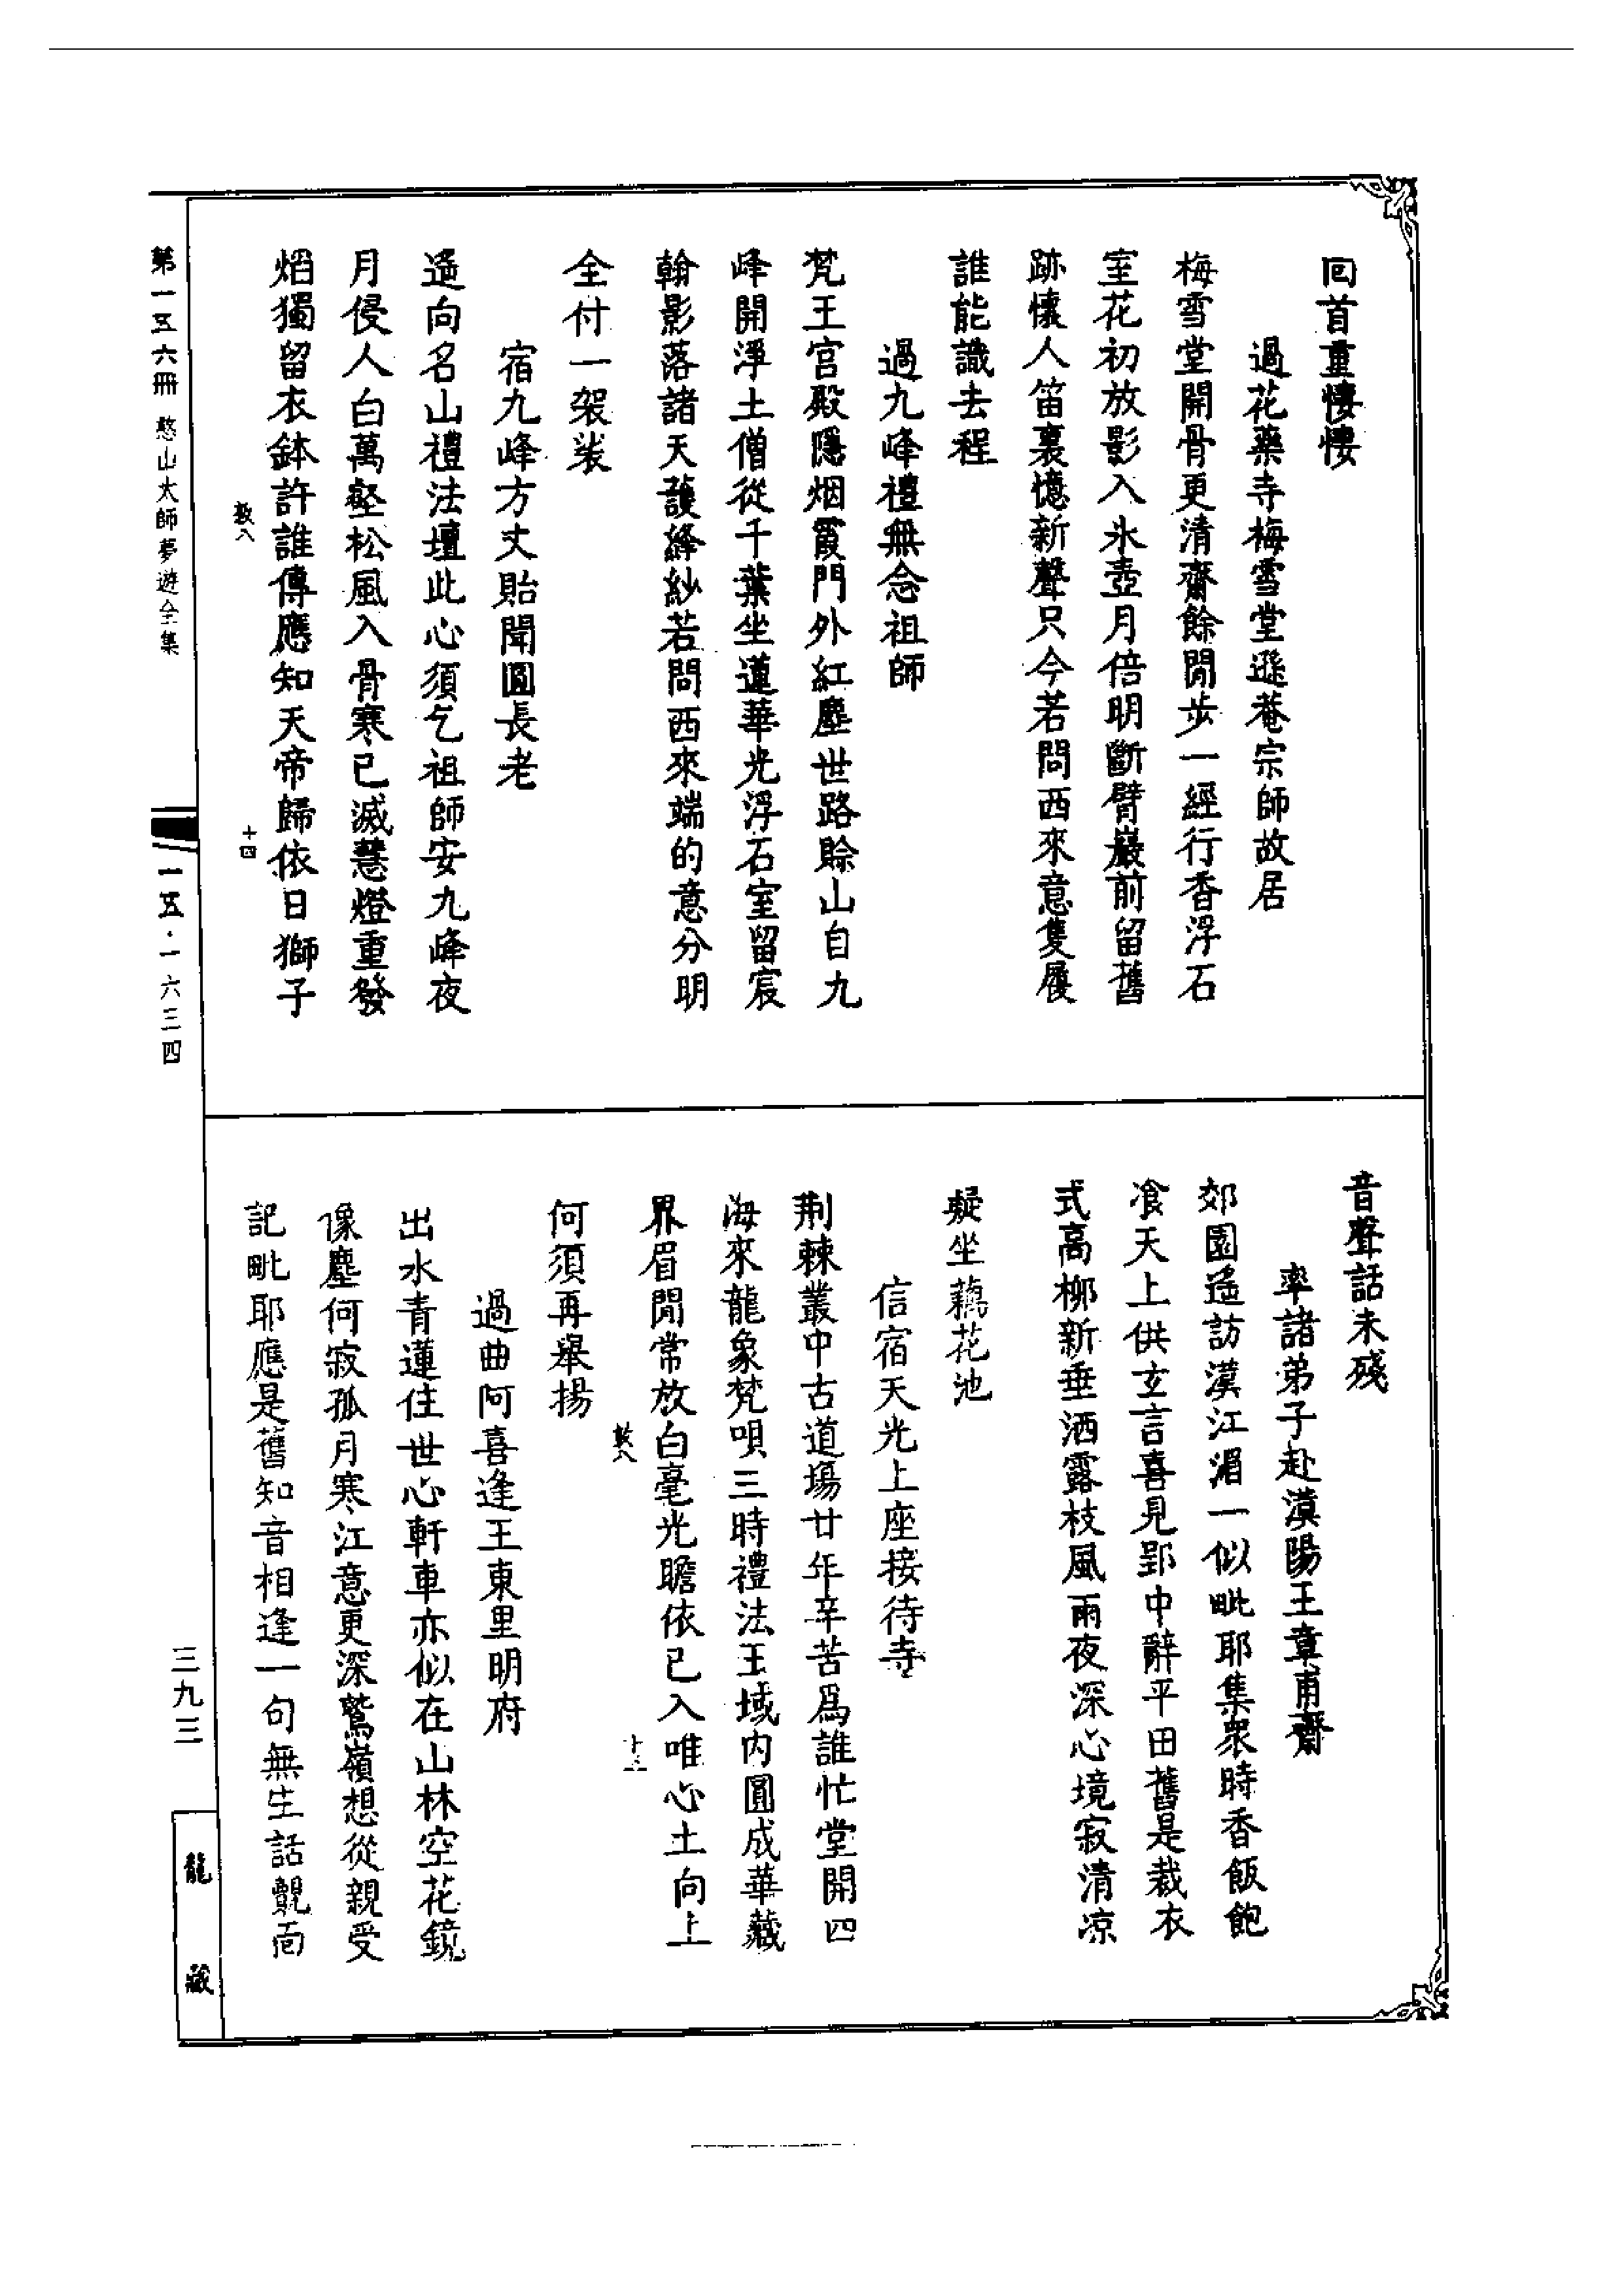 回首重悽悽
過花藥寺梅雪堂遜菴宗師故居
梅雪堂開骨更清齋餘閒步一經行香浮石
室花初放影入氷壺月倍明斷臂巖前留舊
跡懷人笛裏憶新聲只今若問西來意隻履
誰能識去程
過九峰禮無念祖師
梵王宮殿隱烟霞門外紅塵世路賒山自九
峰開淨土僧從千葉坐蓮華光浮石室留宸
翰影落諸天護絳紗若問西來端的意分明
全付一袈裟
宿九峰方丈貽聞圓長老
遙向名山禮法壇此心須乞祖師安九峰夜
月侵人白萬壑松風入骨寒已滅慧燈重發
焰獨留衣鉢許誰傳應知天帝歸依日獅子
數八
十四
第一五六冊 憨山大師夢遊全集
一五·一六三四
音聲話未殘
率諸弟子赴漢陽王章甫齋
郊園遙訪漢江湄一似毗耶集衆時香飯飽
飡天上供玄言喜見郢中辭平田舊是裁衣
式高柳新垂洒露枝風雨夜深心境寂清凉
疑坐藕花池
信宿天光上座接待寺
荆棘叢中古道場廿年辛苦爲誰忙堂開四
海來龍象梵唄三時禮法王域內圓成華藏
界眉間常放白毫光瞻依已入唯心土向上
何須再舉揚
數八
過曲阿喜逢王東里明府
出水青蓮住世心軒車亦似在山林空花鏡
像塵何寂孤月寒江意更深鷲嶺想從親受
記毗耶應是舊知音相逢一句無生話覿面
三九三
龍藏